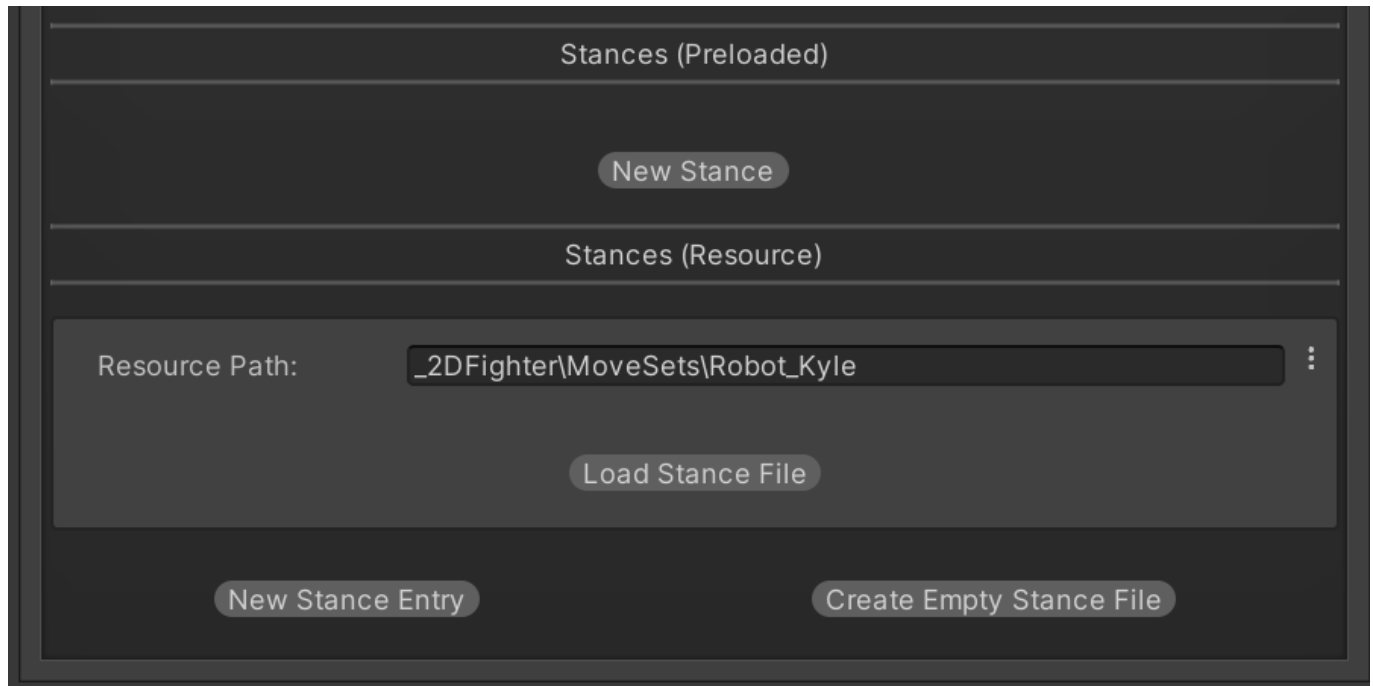 Stances (Preloaded)
New Stance
Stances (Resource)
Resource Path: _2DFighter\MoveSets\Robot_Kyle
Load Stance File
New Stance Entry Create Empty Stance File